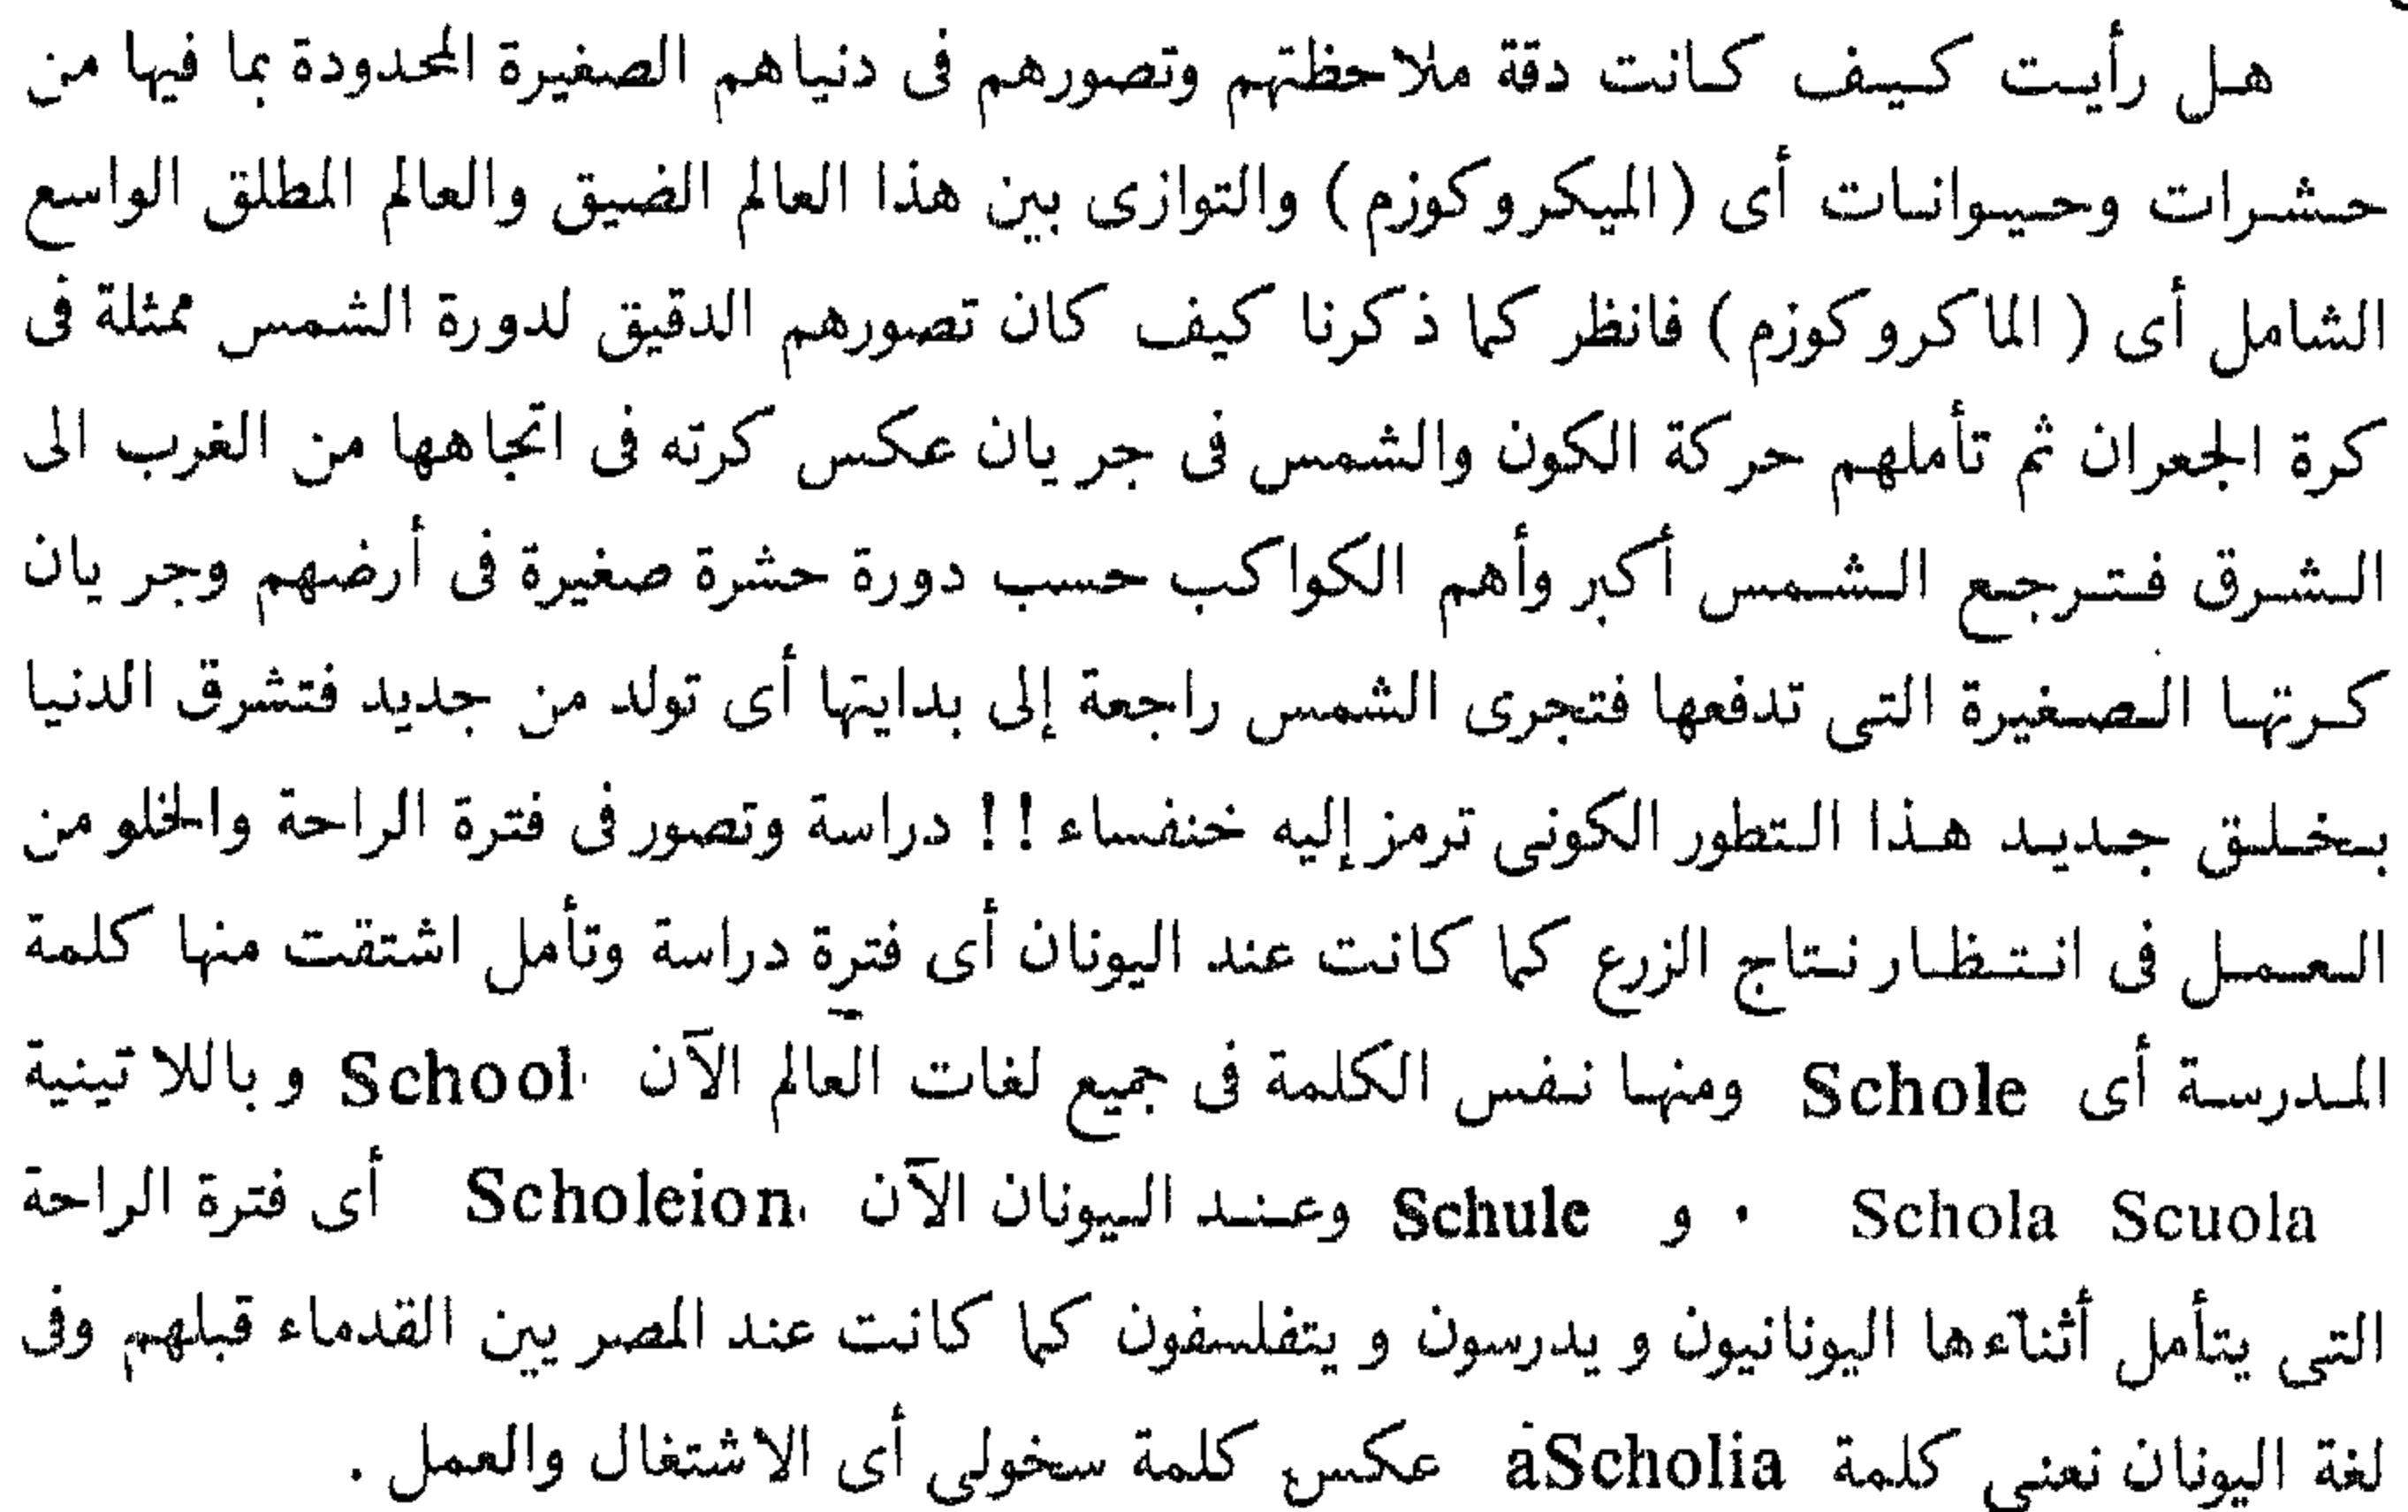 هل رأيت كيف كانت دقة ملاحظتهم وتصورهم فى دنياهم الصغيرة المحدودة بما فيها من
حشرات وحيوانات أى (الميكروكوزم) والتوازى بين هذا العالم الضيق والعالم المطلق الواسع
الشامل أى (الماكروكوزم) فانظر كما ذكرنا كيف كان تصورهم الدقيق لدورة الشمس ممثلة فى
كرة الجعران ثم تأملهم حركة الكون والشمس فى جريان عكس كرته فى اتجاهها من الغرب الى
الشرق فترجع الشمس أكبر وأهم الكواكب حسب دورة حشرة صغيرة فى أرضهم وجريان
كرتها الصغيرة التى تدفعها فتجرى الشمس راجعة إلى بدايتها أى تولد من جديد فتشرق الدنيا
بخلق جديد هذا التطور الكونى ترمز إليه خنفساء !! دراسة وتصور فى فترة الراحة والخلو من
العمل فى انتظار نتاج الزرع كما كانت عند اليونان أى فترة دراسة وتأمل اشتقت منها كلمة
المدرسة أى Schole ومنها نفس الكلمة فى جميع لغات العالم الآن School وباللاتينية
Schola Scuola . و Schule وعند اليونان الآن Scholeion أى فترة الراحة
التى يتأمل أثناءها اليونانيون ويدرسون ويتفلسفون كما كانت عند المصريين القدماء قبلهم وفى
لغة اليونان نعنى كلمة aScholia عكس كلمة سخولى أى الاشتغال والعمل .